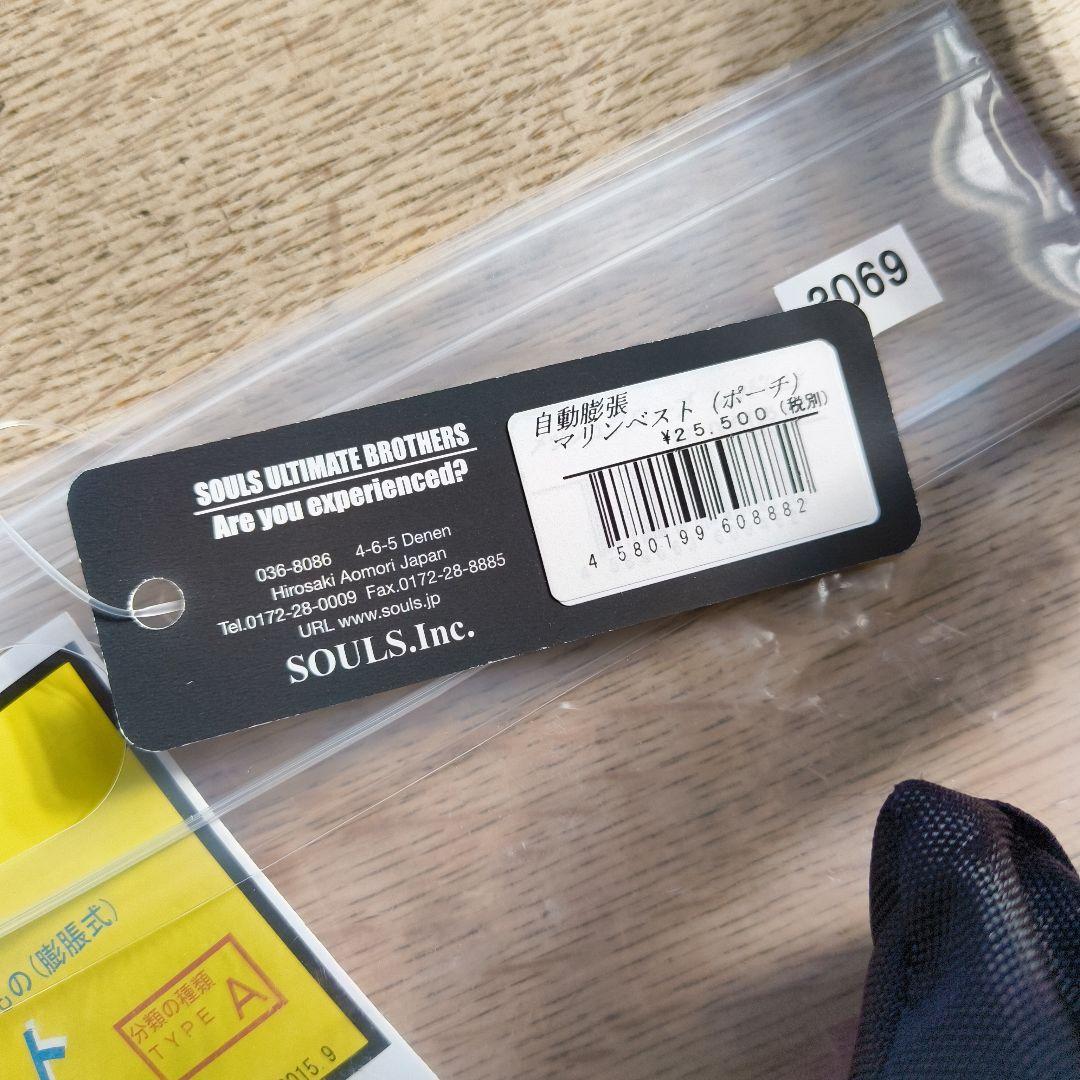 3069
自動膨張
マリンベスト (ポーチ)
¥25.500 (税別)
4 580199 608882
SOULS ULTIMATE BROTHERS
Are you experienced?
036-8086 4-6-5 Denen
Hirosaki Aomori Japan
Tel.0172-28-0009 Fax.0172-28-8885
URL www.souls.jp
SOULS.Inc.
の(膨脹式)
分類の種類
TYPE A
ト
2015.9